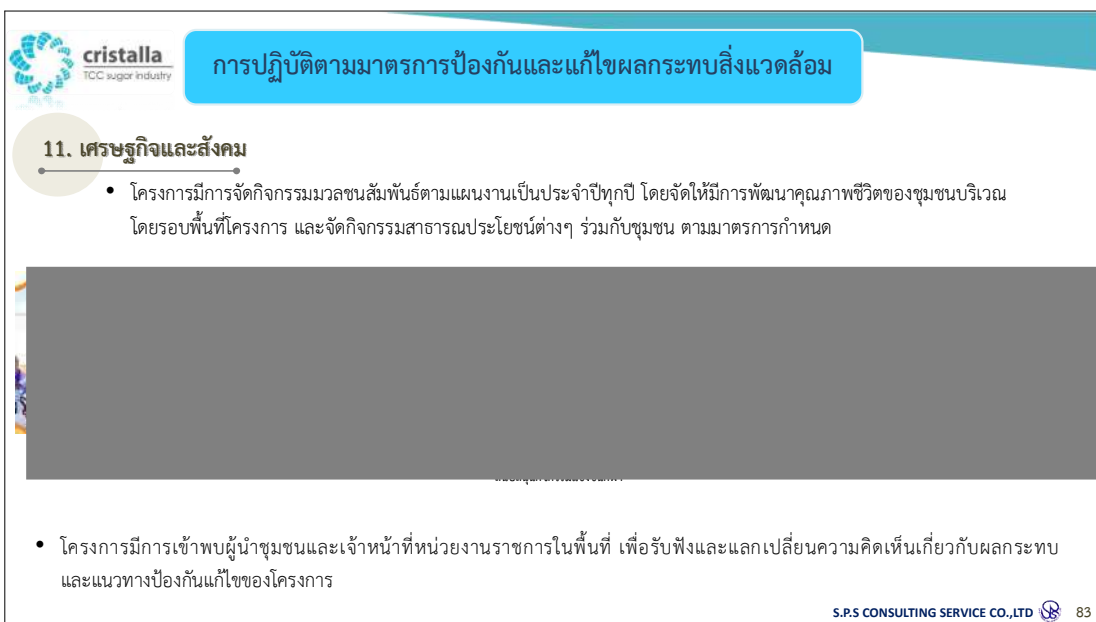 cristalla
TCC sugar industry
การปฏิบัติตามมาตรการป้องกันและแก้ไขผลกระทบสิ่งแวดล้อม
11. เศรษฐกิจและสังคม
• โครงการมีการจัดกิจกรรมมวลชนสัมพันธ์ตามแผนงานเป็นประจำปีทุกปี โดยจัดให้มีการพัฒนาคุณภาพชีวิตของชุมชนบริเวณ
โดยรอบพื้นที่โครงการ และจัดกิจกรรมสาธารณประโยชน์ต่างๆ ร่วมกับชุมชน ตามมาตรการกำหนด
• โครงการมีการเข้าพบผู้นำชุมชนและเจ้าหน้าที่หน่วยงานราชการในพื้นที่ เพื่อรับฟังและแลกเปลี่ยนความคิดเห็นเกี่ยวกับผลกระทบ
และแนวทางป้องกันแก้ไขของโครงการ
S.P.S CONSULTING SERVICE CO.,LTD 83